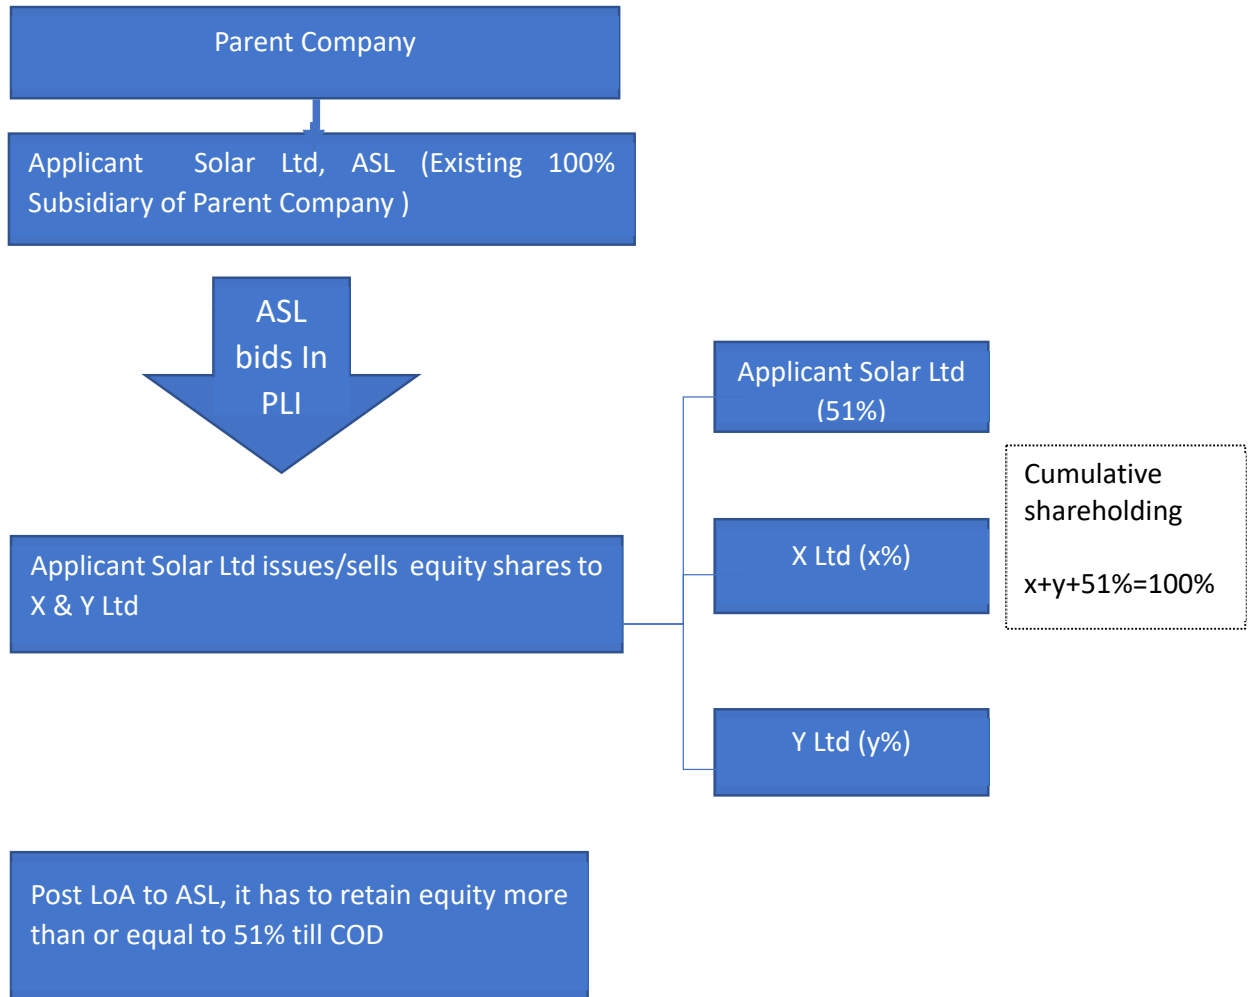 Parent Company
Applicant Solar Ltd, ASL (Existing 100%
Subsidiary of Parent Company )
ASL
bids In
PLI
Applicant Solar Ltd issues/sells equity shares to
X & Y Ltd
Applicant Solar Ltd
(51%)
X Ltd (x%)
Y Ltd (y%)
Cumulative
shareholding
x+y+51%=100%
Post LoA to ASL, it has to retain equity more
than or equal to 51% till COD